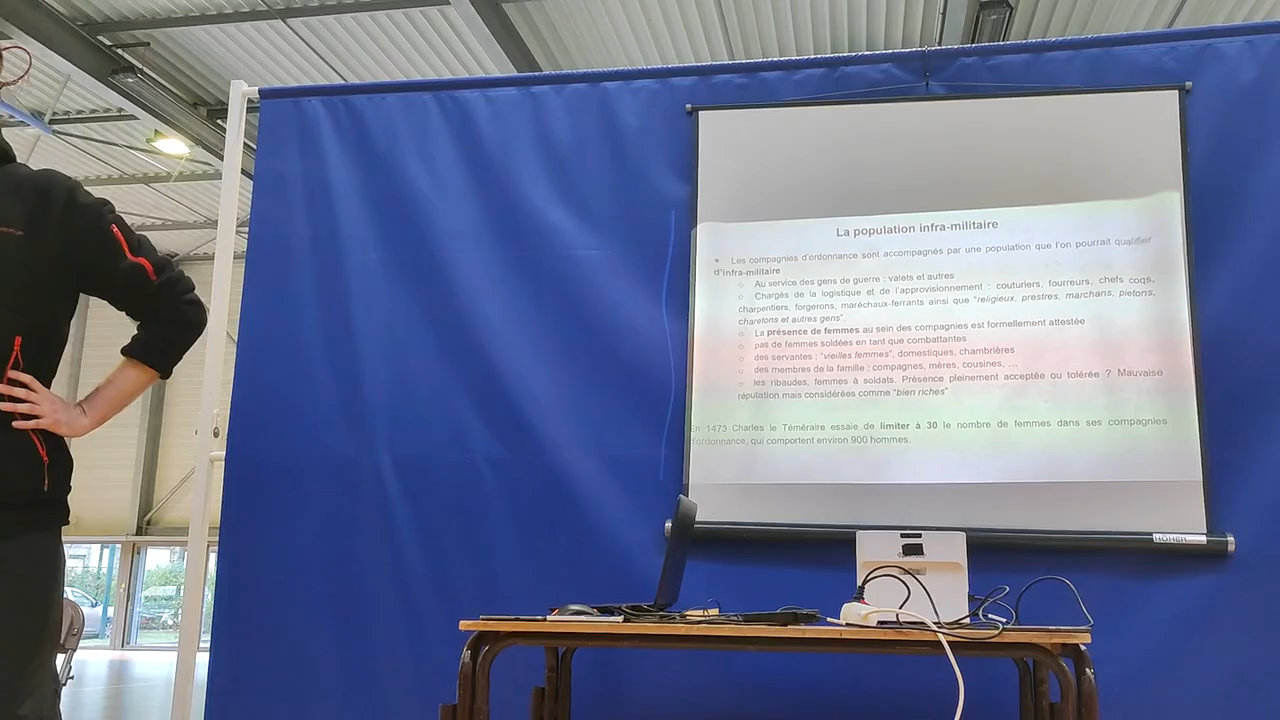 La population infra-militaire
Les compagnies d'ordonnance sont accompagnés par une population que l'on pourrait qualifier
d'infra-militaire
○ Au service des gens de guerre : valets et autres
○ Chargés de la logistique et de l'approvisionnement : couturiers, fourreurs, chefs coqs,
charpentiers, forgerons, maréchaux-ferrants ainsi que "religieux, prestres, marchans, pietons,
charetons et autres gens".
○ La présence de femmes au sein des compagnies est formellement attestée
○ pas de femmes soldées en tant que combattantes
○ des servantes : "vieilles femmes", domestiques, chambrières
○ des membres de la famille : compagnes, mères, cousines, …
○ les ribaudes, femmes à soldats. Présence pleinement acceptée ou tolérée ? Mauvaise
réputation mais considérées comme "bien riches"
En 1473 Charles le Téméraire essaie de limiter à 30 le nombre de femmes dans ses compagnies
d'ordonnance, qui comportent environ 900 hommes.